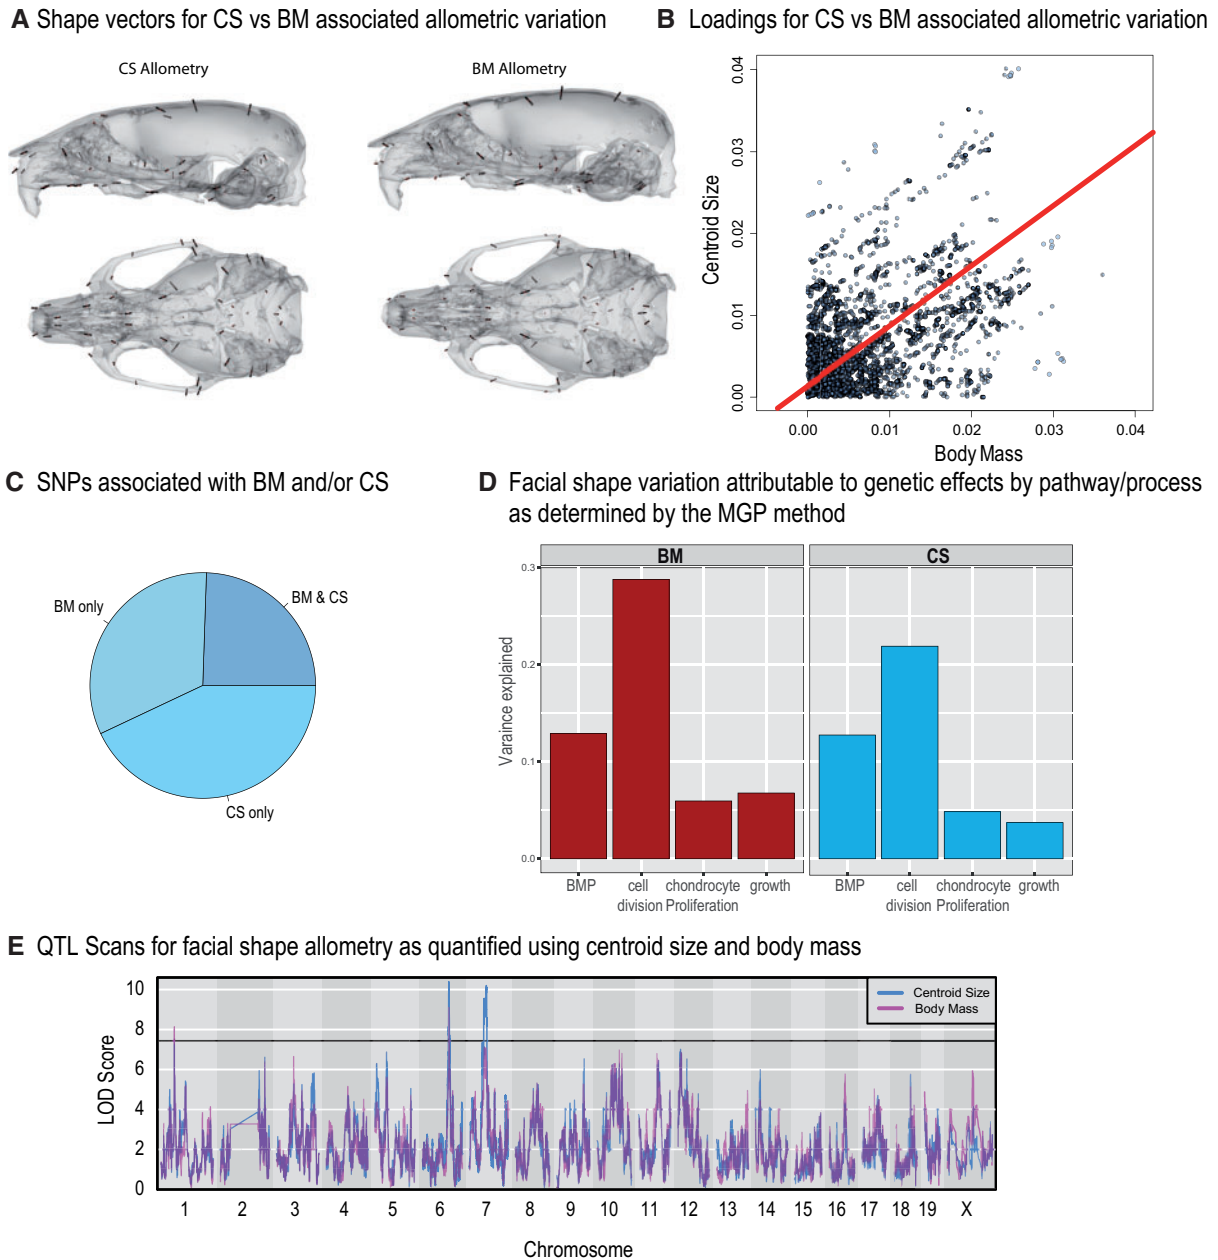 A Shape vectors for CS vs BM associated allometric variation
CS Allometry
BM Allometry
B Loadings for CS vs BM associated allometric variation
Centroid Size
0.04
0.03
0.02
0.01
0.00
0.00 0.01 0.02 0.03 0.04
Body Mass
C SNPs associated with BM and/or CS
BM only
BM & CS
CS only
D Facial shape variation attributable to genetic effects by pathway/process
as determined by the MGP method
BM
CS
Varaince explained
0.3
0.2
0.1
0.0
BMP cell chondrocyte growth
division Proliferation
BMP cell chondrocyte growth
division Proliferation
E QTL Scans for facial shape allometry as quantified using centroid size and body mass
Centroid Size
Body Mass
LOD Score
10
8
6
4
2
0
1 2 3 4 5 6 7 8 9 10 11 12 13 14 15 16 17 18 19 X
Chromosome